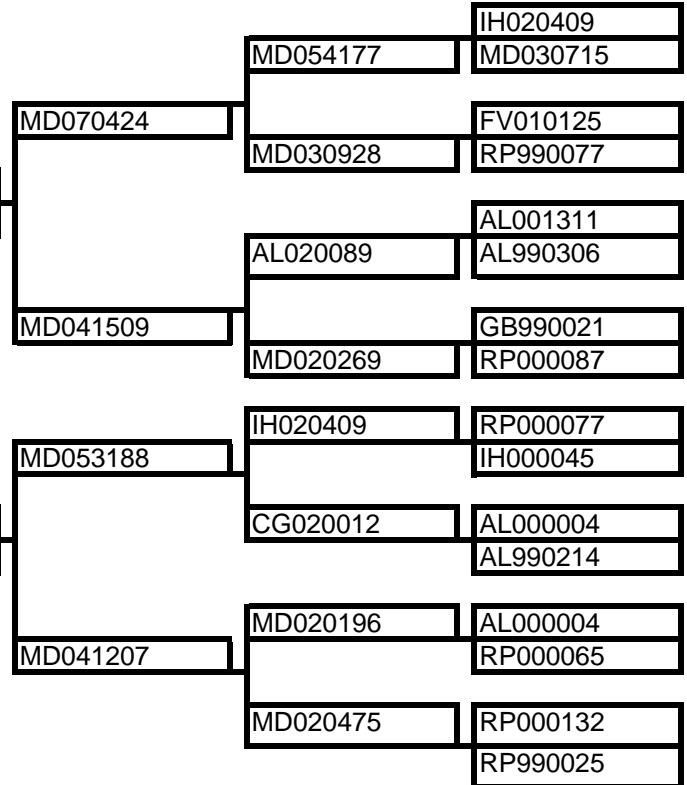 IH020409
MD054177 MD030715
MD070424 FV010125
MD030928 RP990077
AL001311
AL020089 AL990306
MD041509 GB990021
MD020269 RP000087
IH020409 RP000077
MD053188 IH000045
CG020012 AL000004
AL990214
MD020196 AL000004
MD041207 RP000065
MD020475 RP000132
RP990025